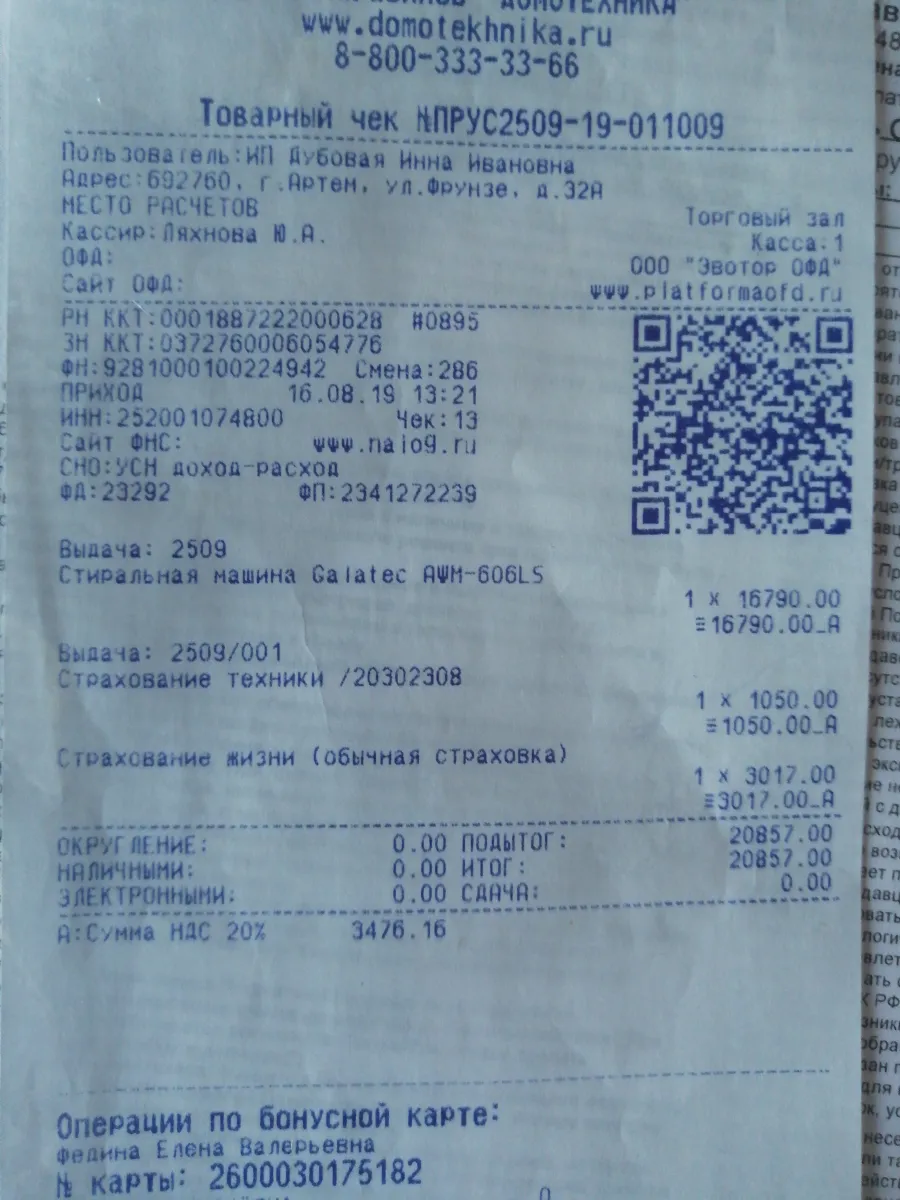 "ДОМОТЕХНИКА"
www.domotekhnika.ru
8-800-333-33-66
Товарный чек №ПРУС2509-19-011009
Пользователь:ИП Дубовая Инна Ивановна
Адрес:692760, г.Артем, ул.Фрунзе, д.32А
МЕСТО РАСЧЕТОВ Торговый зал
Кассир:Ляхнова Ю.А. Касса:1
ОФД: ООО "Эвотор ОФД"
Сайт ОФД: www.platformaofd.ru
РН ККТ:0001887222000628 #0895
ЗН ККТ:0372760006054776
ФН:9281000100224942 Смена:286
ПРИХОД 16.08.19 13:21
ИНН:252001074800 Чек:13
Сайт ФНС: www.nalog.ru
СНО:УСН доход-расход
ФД:23292 ФП:2341272239
Выдача: 2509
Стиральная машина Galatec AWM-606LS
1 x 16790.00
≡16790.00_А
Выдача: 2509/001
Страхование техники /20302308
1 x 1050.00
≡1050.00_А
Страхование жизни (обычная страховка)
1 x 3017.00
≡3017.00_А
ОКРУГЛЕНИЕ: 0.00 ПОДЫТОГ: 20857.00
НАЛИЧНЫМИ: 0.00 ИТОГ: 20857.00
ЭЛЕКТРОННЫМИ: 0.00 СДАЧА: 0.00
А:Сумма НДС 20% 3476.16
Операции по бонусной карте:
Федина Елена Валерьевна
№ карты: 2600030175182